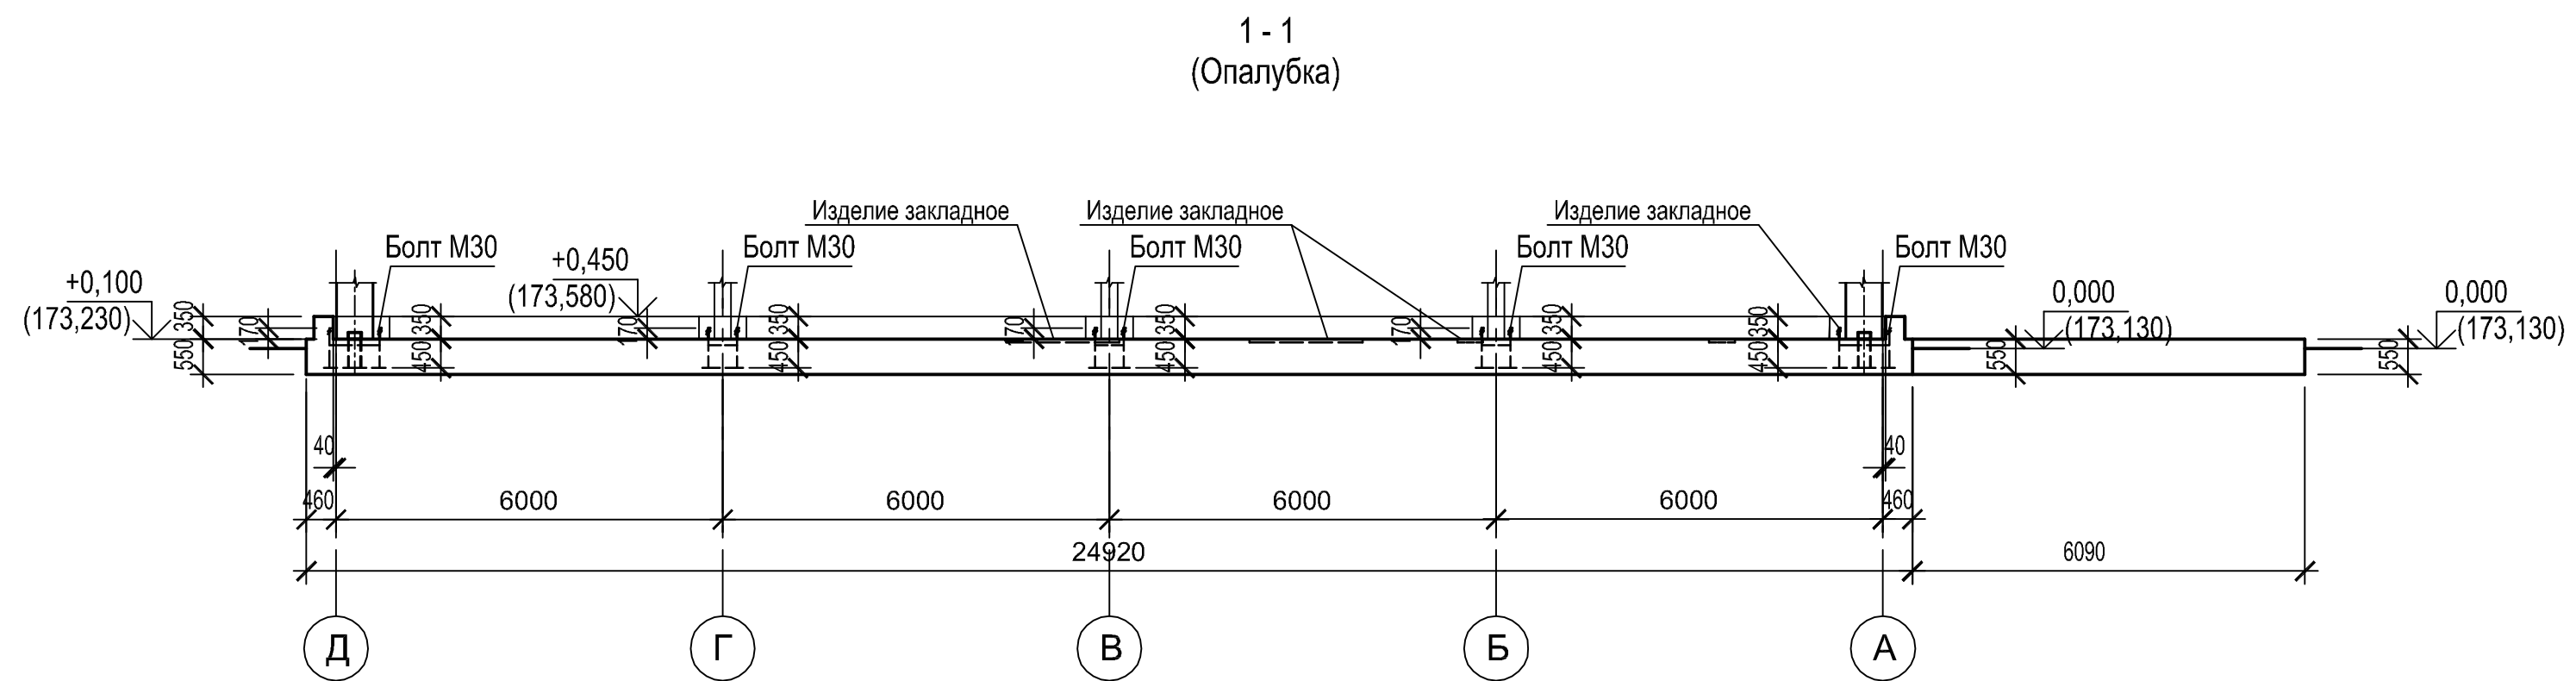 1 - 1
(Опалубка)
Изделие закладное
Изделие закладное
Изделие закладное
Болт М30
Болт М30
Болт М30
Болт М30
Болт М30
+0,100
(173,230)
+0,450
(173,580)
0,000
(173,130)
0,000
(173,130)
350
170
350
170
350
170
350
170
350
350
550
450
450
450
450
450
550
550
40
40
460
6000
6000
6000
6000
460
24920
6090
Д
Г
В
Б
А